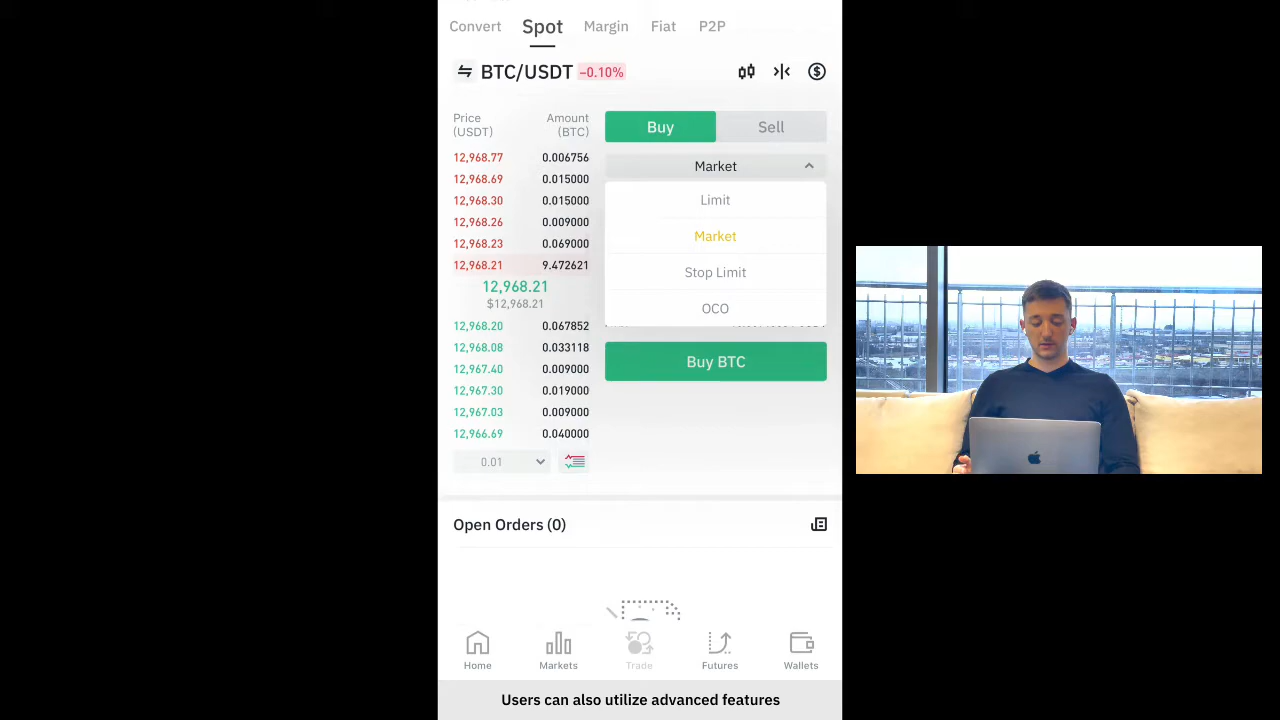 Convert Spot Margin Fiat P2P
BTC/USDT −0.10%
Price (USDT)
Amount (BTC)
12,968.77 0.006756
12,968.69 0.015000
12,968.30 0.015000
12,968.26 0.009000
12,968.23 0.069000
12,968.21 9.472621
12,968.21
$12,968.21
12,968.20 0.067852
12,968.08 0.033118
12,967.40 0.009000
12,967.30 0.019000
12,967.03 0.009000
12,966.69 0.040000
0.01
Buy Sell
Market
Limit
Market
Stop Limit
OCO
Buy BTC
Open Orders (0)
Home Markets Trade Futures Wallets
Users can also utilize advanced features